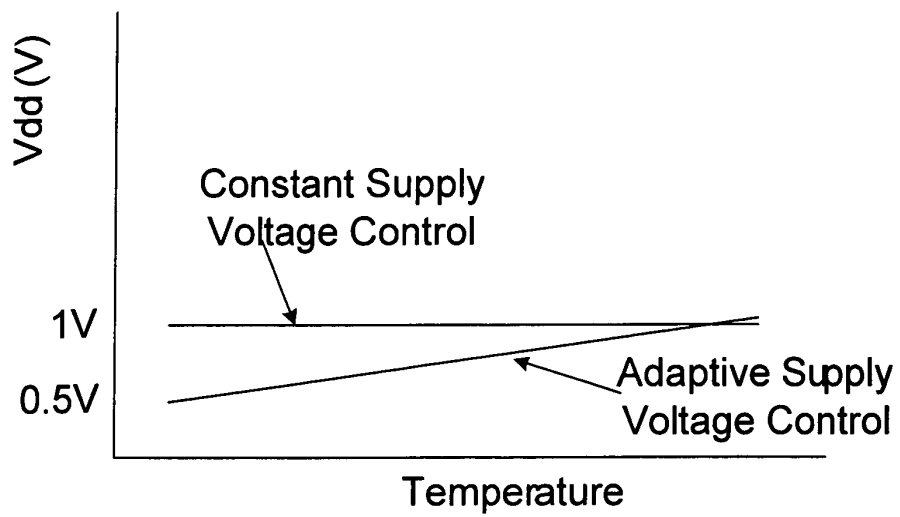 Vdd (V)
Constant Supply
Voltage Control
1V
0.5V
Adaptive Supply
Voltage Control
Temperature